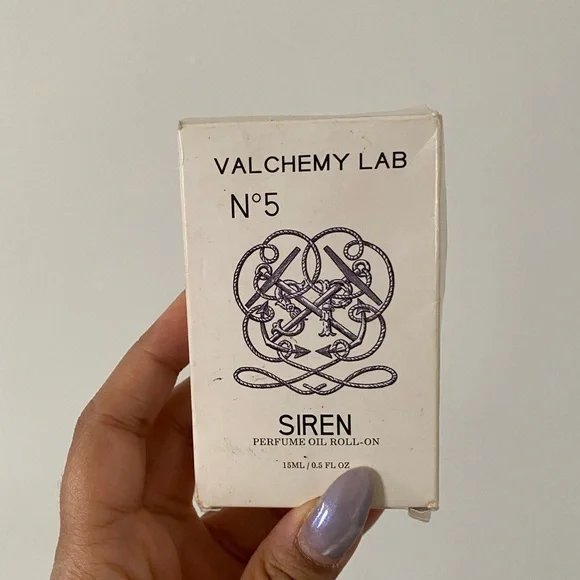 VALCHEMY LAB
N°5
SIREN
PERFUME OIL ROLL-ON
15ML / 0.5 FL OZ